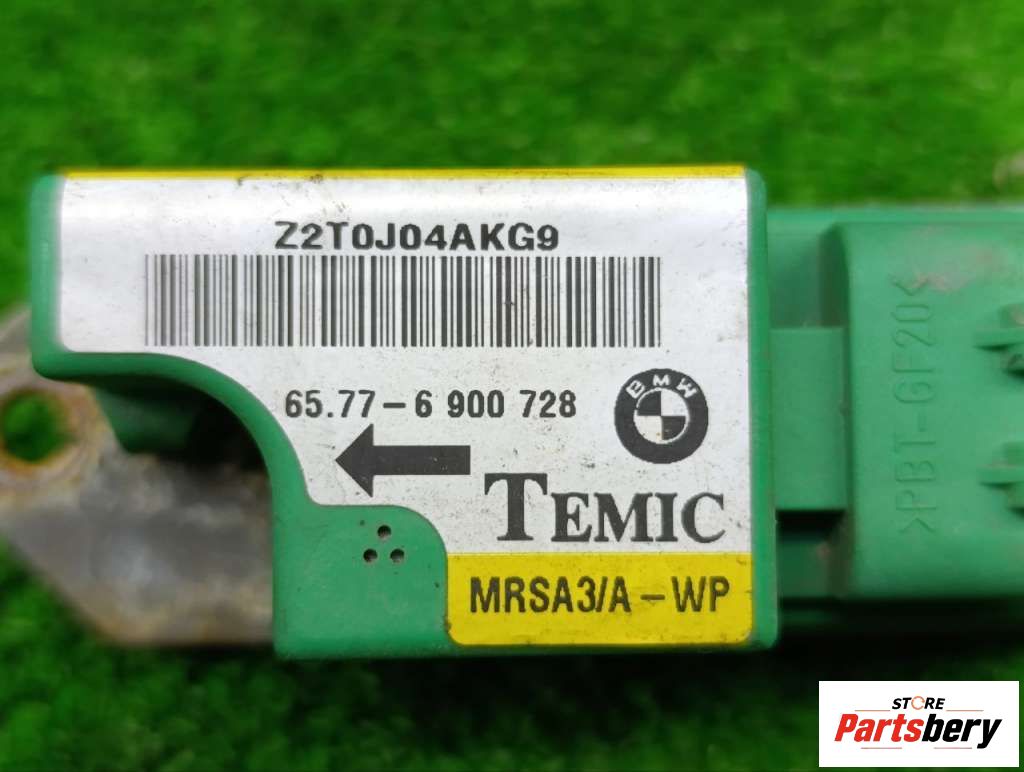 Z2T0J04AKG9
65.77-6 900 728
BMW
TEMIC
MRSA3/A-WP
>PBT-GF20<
STORE
Partsbery